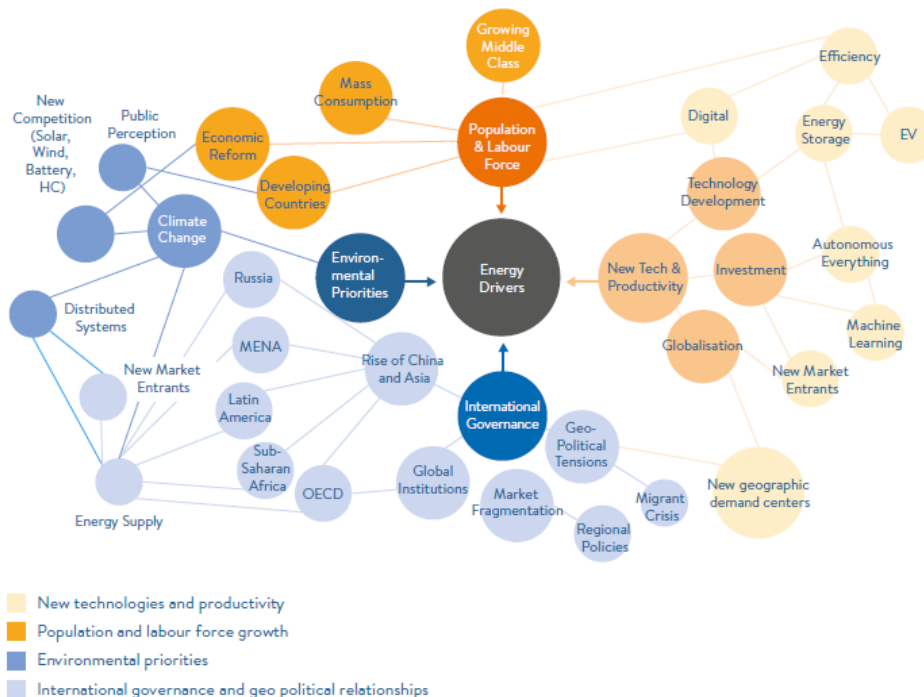 Growing
Middle
Class
Efficiency
Mass
Consumption
New
Competition
(Solar,
Wind,
Battery,
HC)
Public
Perception
Economic
Reform
Population
& Labour
Force
Digital
Energy
Storage
EV
Developing
Countries
Technology
Development
Climate
Change
Environ-
mental
Priorities
Energy
Drivers
New Tech &
Productivity
Investment
Autonomous
Everything
Russia
Distributed
Systems
MENA
Rise of China
and Asia
Globalisation
Machine
Learning
New Market
Entrants
New Market
Entrants
Latin
America
International
Governance
Geo-
Political
Tensions
Sub-
Saharan
Africa
OECD
Global
Institutions
Market
Fragmentation
Migrant
Crisis
New geographic
demand centers
Energy Supply
Regional
Policies
New technologies and productivity
Population and labour force growth
Environmental priorities
International governance and geo political relationships